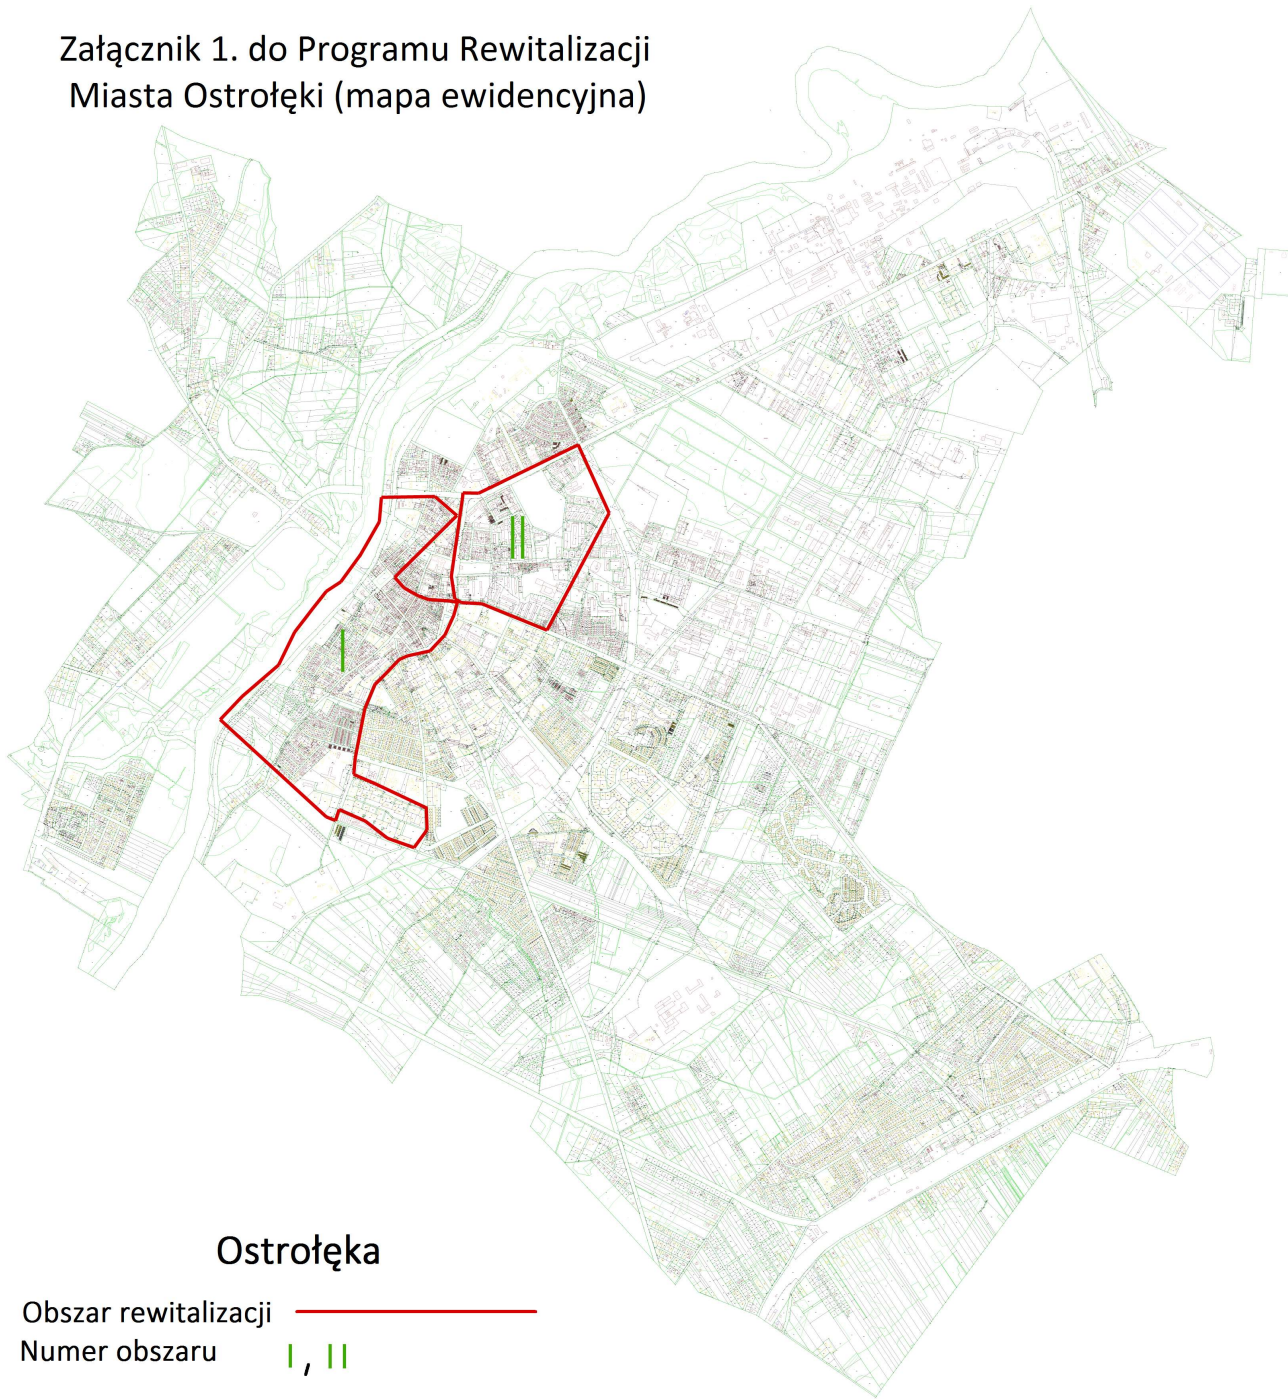 Załącznik 1. do Programu Rewitalizacji
Miasta Ostrołęki (mapa ewidencyjna)
II
I
Ostrołęka
Obszar rewitalizacji
Numer obszaru I , II